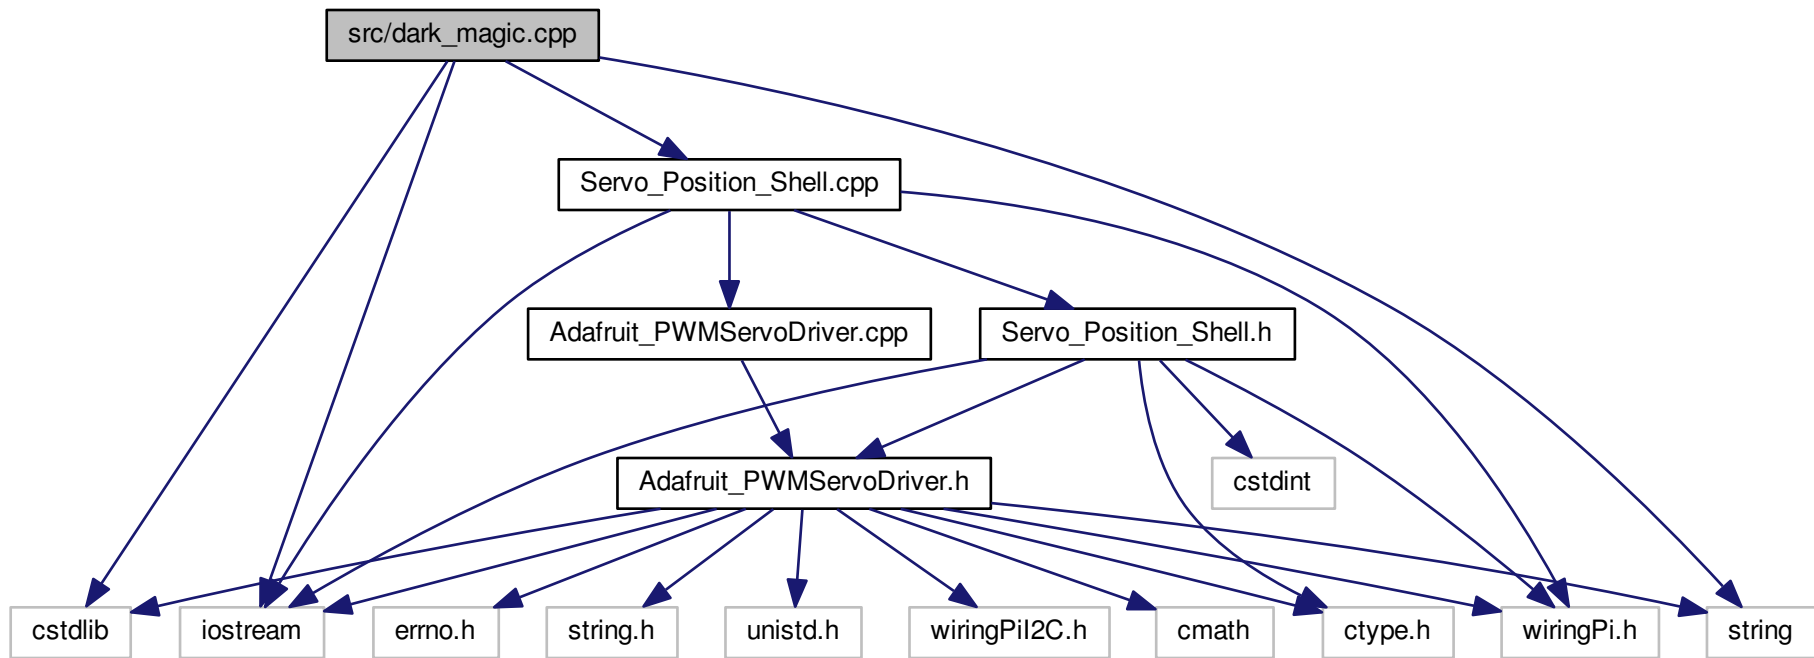 src/dark_magic.cpp
Servo_Position_Shell.cpp
Adafruit_PWMServoDriver.cpp
Servo_Position_Shell.h
Adafruit_PWMServoDriver.h
cstdint
cstdlib
iostream
errno.h
string.h
unistd.h
wiringPiI2C.h
cmath
ctype.h
wiringPi.h
string